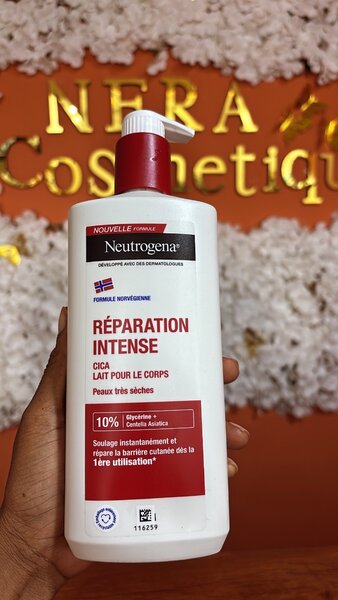 NERA
Cosmetiqu
NOUVELLE FORMULE
Neutrogena®
DÉVELOPPÉ AVEC DES DERMATOLOGUES
FORMULE NORVÉGIENNE
RÉPARATION
INTENSE
CICA
LAIT POUR LE CORPS
Peaux très sèches
10% Glycérine +
Centella Asiatica
Soulage instantanément et
répare la barrière cutanée dès la
1ère utilisation*
116259